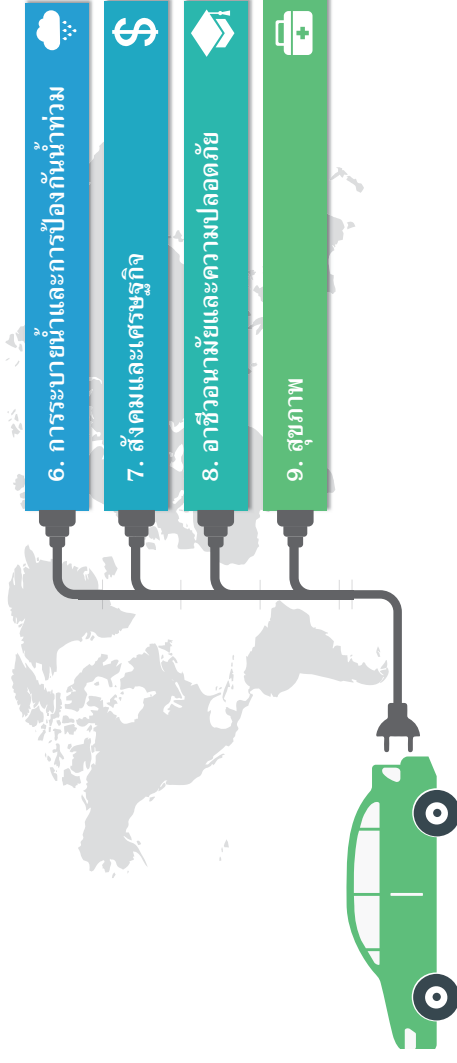 6. การระบายน้ำและการป้องกันน้ำท่วม
7. สังคมและเศรษฐกิจ
8. อาชีวอนามัยและความปลอดภัย
9. สุขภาพ